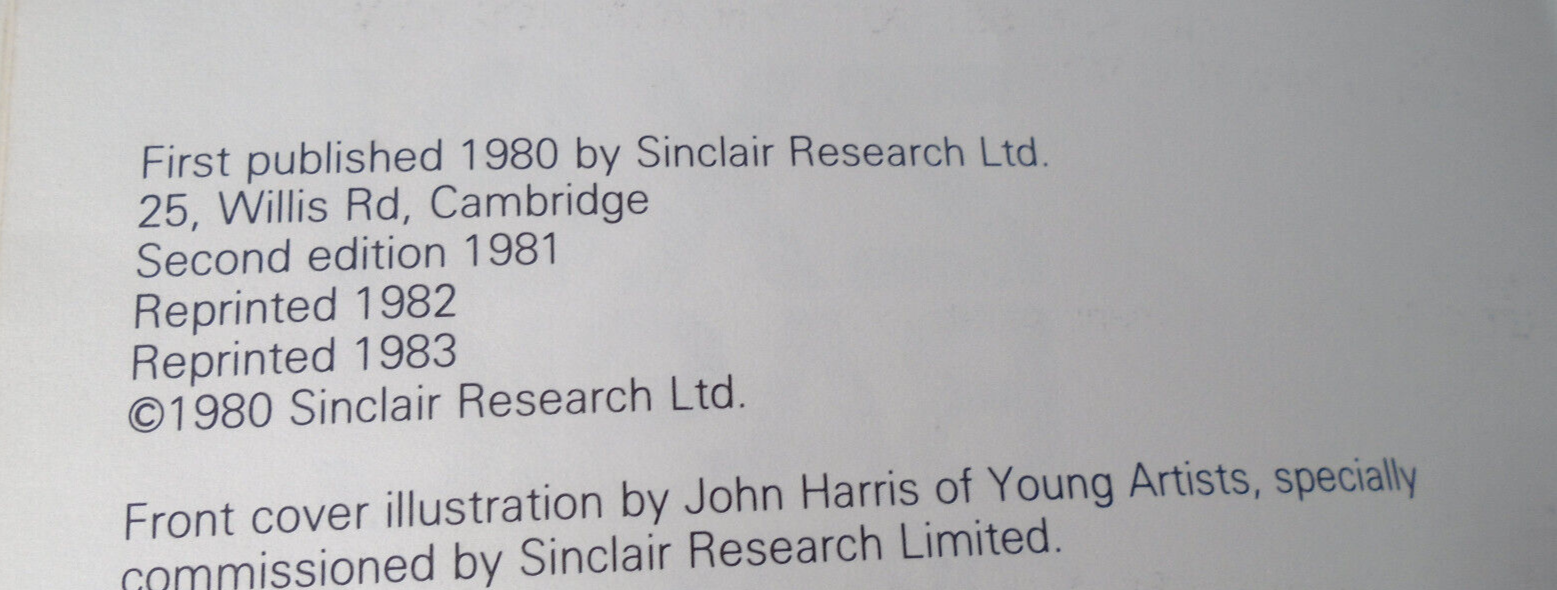 First published 1980 by Sinclair Research Ltd.
25, Willis Rd, Cambridge
Second edition 1981
Reprinted 1982
Reprinted 1983
©1980 Sinclair Research Ltd.
Front cover illustration by John Harris of Young Artists, specially
commissioned by Sinclair Research Limited.